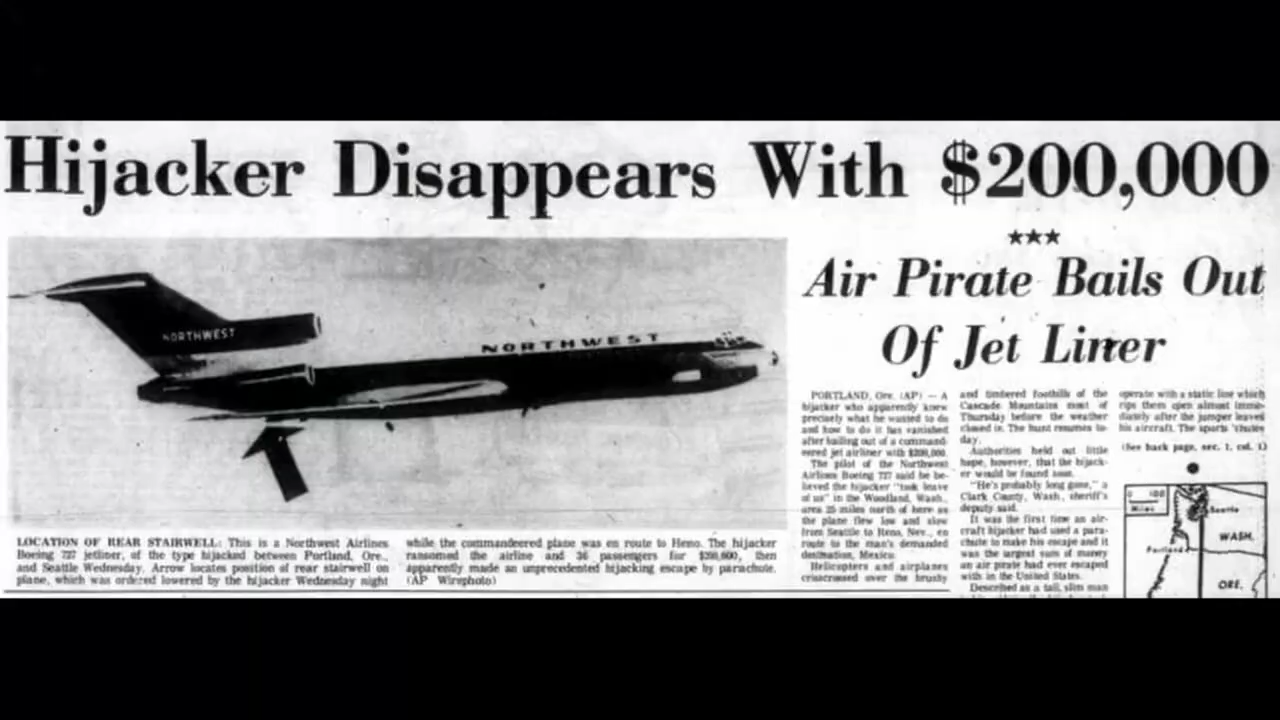 Hijacker Disappears With $200,000
NORTHWEST
NORTHWEST
LOCATION OF REAR STAIRWELL: This is a Northwest Airlines
Boeing 727 jetliner, of the type hijacked between Portland, Ore.,
and Seattle Wednesday. Arrow locates position of rear stairwell on
plane, which was ordered lowered by the hijacker Wednesday night
while the commandeered plane was en route to Reno. The hijacker
ransomed the airline and 36 passengers for $200,000, then
apparently made an unprecedented hijacking escape by parachute.
(AP Wirephoto)
★★★
Air Pirate Bails Out
Of Jet Liner
PORTLAND, Ore. (AP) — A
hijacker who apparently knew
precisely what he wanted to do
and how to do it has vanished
after bailing out of a command-
eered jet airliner with $200,000.
The pilot of the Northwest
Airlines Boeing 727 said he be-
lieved the hijacker "took leave
of us" in the Woodland, Wash.,
area 25 miles north of here as
the plane flew low and slow
from Seattle to Reno, Nev., en
route to the man's demanded
destination, Mexico.
Helicopters and airplanes
crisscrossed over the brushy
and timbered foothills of the
Cascade Mountains most of
Thursday before the weather
closed in. The hunt resumes to-
day.
Authorities held out little
hope, however, that the hijack-
er would be found soon.
"He's probably long gone," a
Clark County, Wash., sheriff's
deputy said.
It was the first time an air-
craft hijacker had used a para-
chute to make his escape and it
was the largest sum of money
an air pirate had ever escaped
with in the United States.
Described as a tall, slim man
operate with a static line which
rips them open almost imme-
diately after the jumper leaves
his aircraft. The sports 'chutes
(See back page, sec. 1, col. 1)
0 100
Miles
Seattle
WASH.
Portland
ORE.